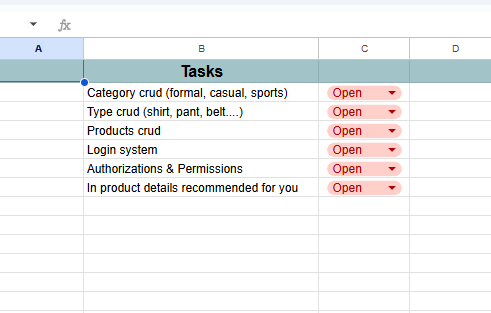 fx
A B C D
Tasks
Category crud (formal, casual, sports) Open
Type crud (shirt, pant, belt....) Open
Products crud Open
Login system Open
Authorizations & Permissions Open
In product details recommended for you Open